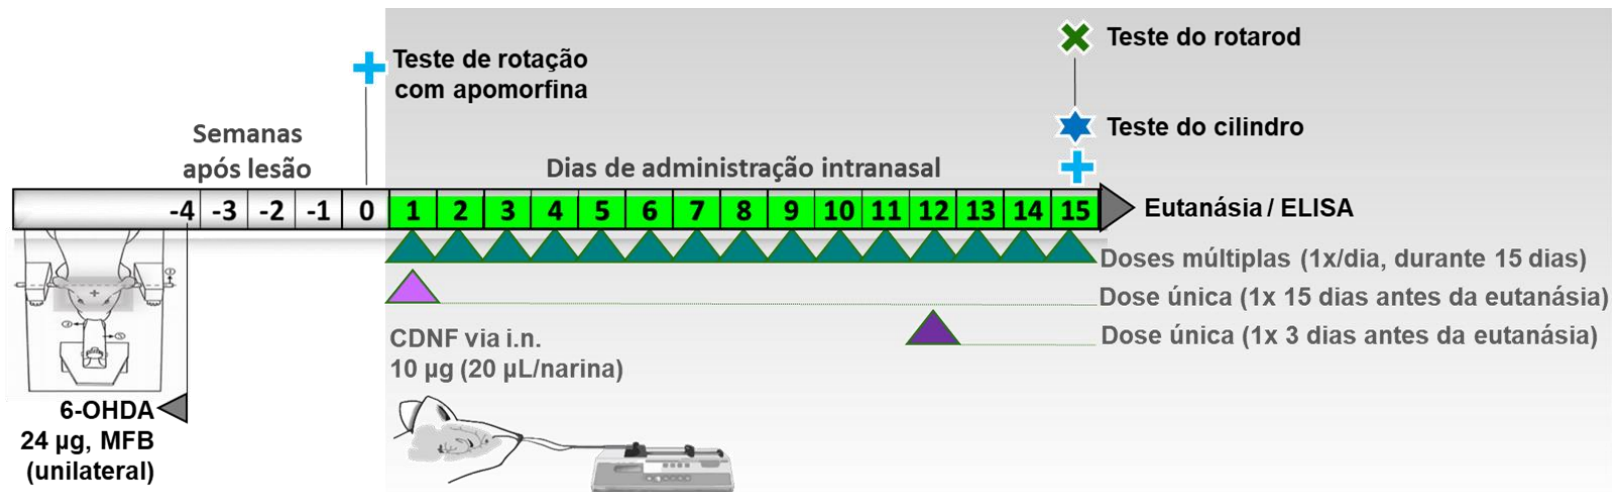 Teste do rotarod
Teste de rotação
com apomorfina
Teste do cilindro
Semanas
após lesão
Dias de administração intranasal
-4 -3 -2 -1 0 1 2 3 4 5 6 7 8 9 10 11 12 13 14 15
Eutanásia / ELISA
Doses múltiplas (1x/dia, durante 15 dias)
Dose única (1x 15 dias antes da eutanásia)
Dose única (1x 3 dias antes da eutanásia)
CDNF via i.n.
10 µg (20 µL/narina)
6-OHDA
24 µg, MFB
(unilateral)